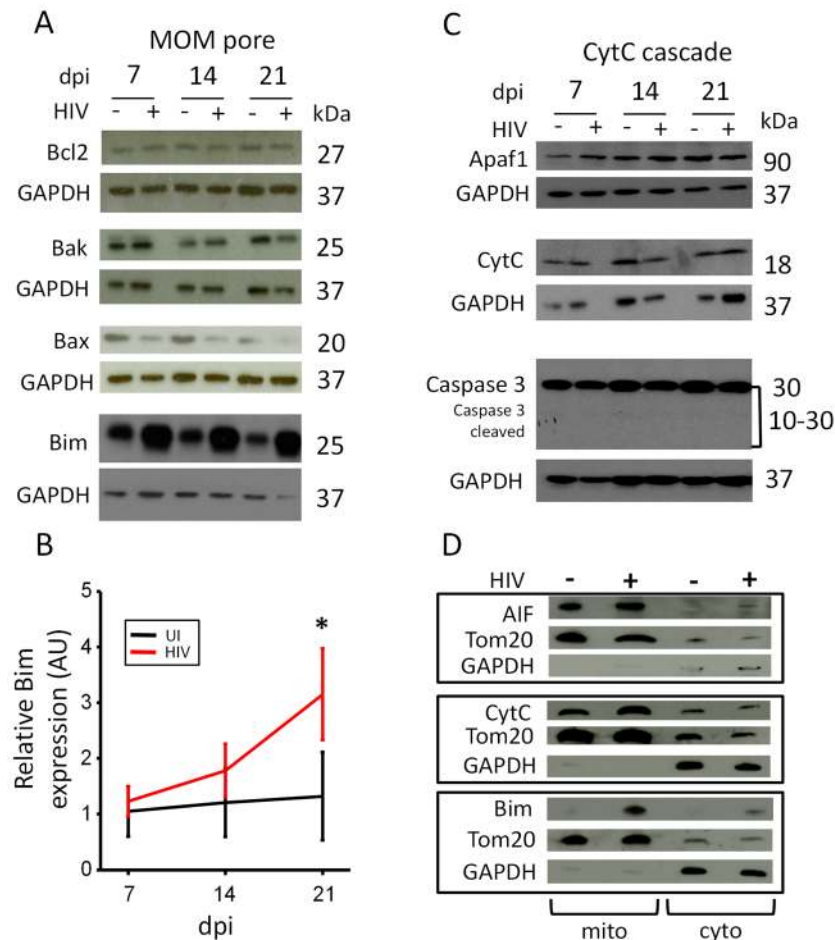 A
MOM pore
dpi 7 14 21
HIV - + - + - + kDa
Bcl2 27
GAPDH 37
Bak 25
GAPDH 37
Bax 20
GAPDH 37
Bim 25
GAPDH 37
B
Relative Bim
expression (AU)
5
4
3
2
1
0
UI
HIV
*
7 14 21
dpi
C
CytC cascade
dpi 7 14 21
HIV - + - + - + kDa
Apaf1 90
GAPDH 37
CytC 18
GAPDH 37
Caspase 3 30
Caspase 3 10-30
cleaved
GAPDH 37
D
HIV - + - +
AIF
Tom20
GAPDH
CytC
Tom20
GAPDH
Bim
Tom20
GAPDH
mito cyto